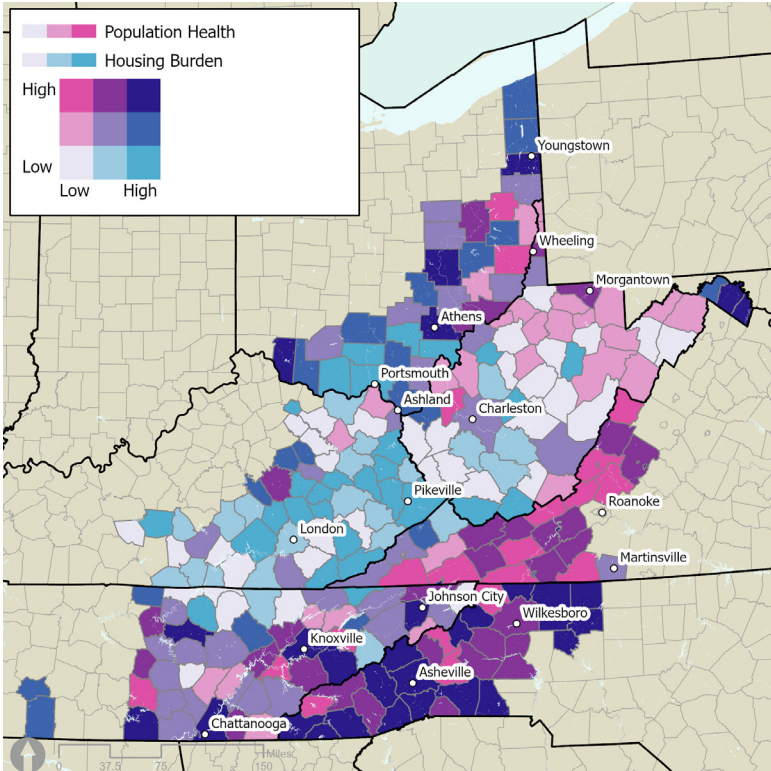 Population Health
Housing Burden
High
Low
Low
High
Youngstown
Wheeling
Morgantown
Athens
Portsmouth
Ashland
Charleston
Pikeville
Roanoke
London
Martinsville
Johnson City
Wilkesboro
Knoxville
Asheville
Chattanooga
Miles
0 37.5 75 150